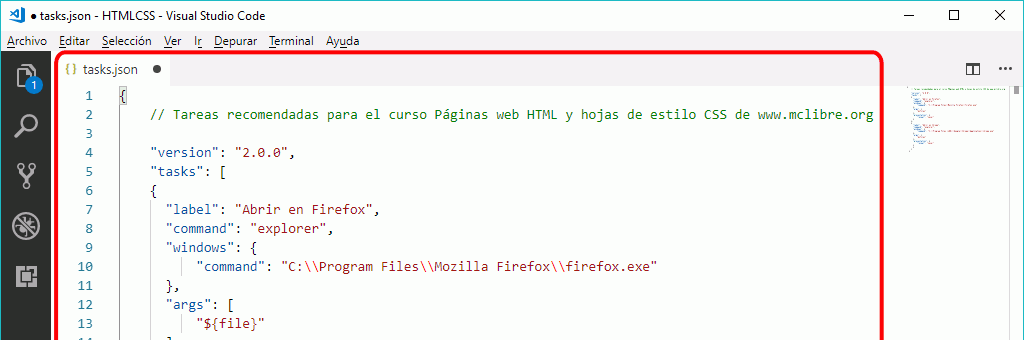 ● tasks.json - HTMLCSS - Visual Studio Code
Archivo Editar Selección Ver Ir Depurar Terminal Ayuda
{} tasks.json ●
1
1 {
2 // Tareas recomendadas para el curso Páginas web HTML y hojas de estilo CSS de www.mclibre.org
3
4 "version": "2.0.0",
5 "tasks": [
6 {
7 "label": "Abrir en Firefox",
8 "command": "explorer",
9 "windows": {
10 "command": "C:\\Program Files\\Mozilla Firefox\\firefox.exe"
11 },
12 "args": [
13 "${file}"